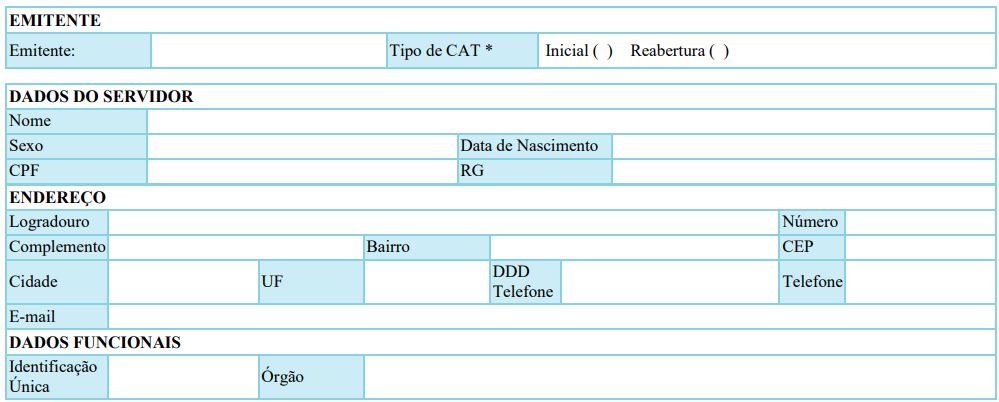 EMITENTE
Emitente: Tipo de CAT * Inicial ( ) Reabertura ( )
DADOS DO SERVIDOR
Nome
Sexo Data de Nascimento
CPF RG
ENDEREÇO
Logradouro Número
Complemento Bairro CEP
Cidade UF DDD Telefone Telefone
E-mail
DADOS FUNCIONAIS
Identificação Única Órgão